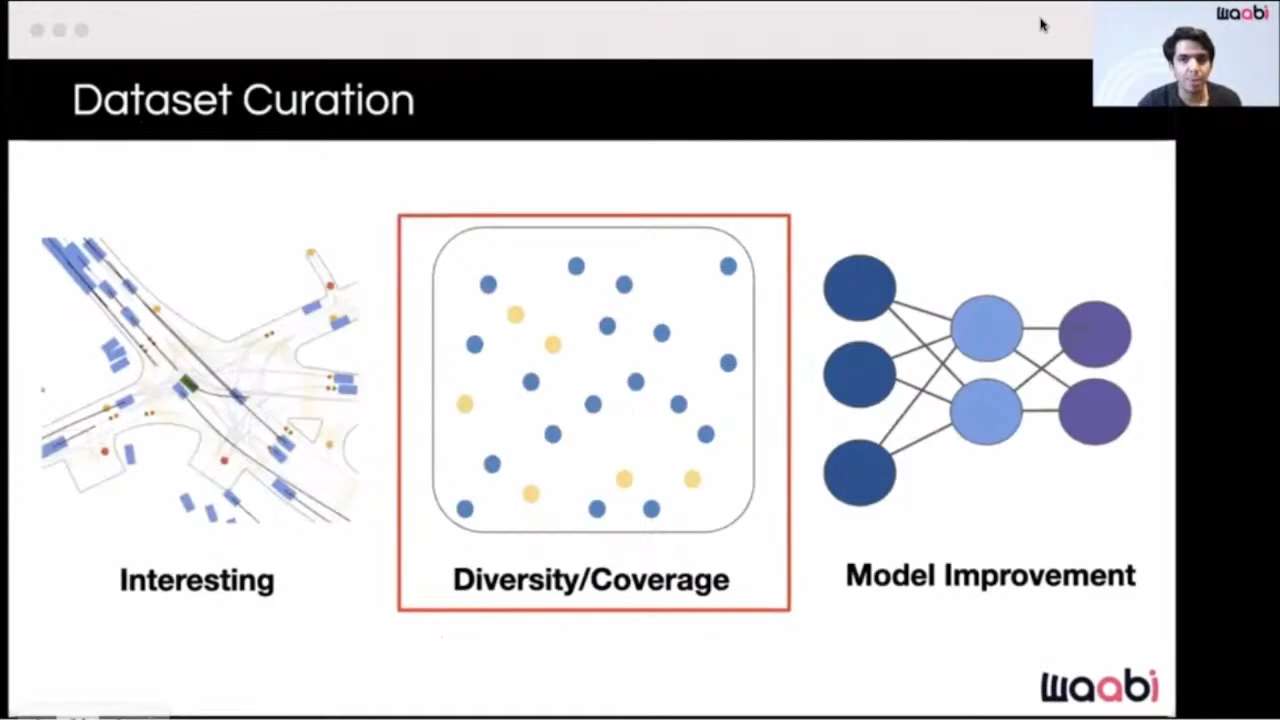 waabi
Dataset Curation
Interesting
Diversity/Coverage
Model Improvement
waabi